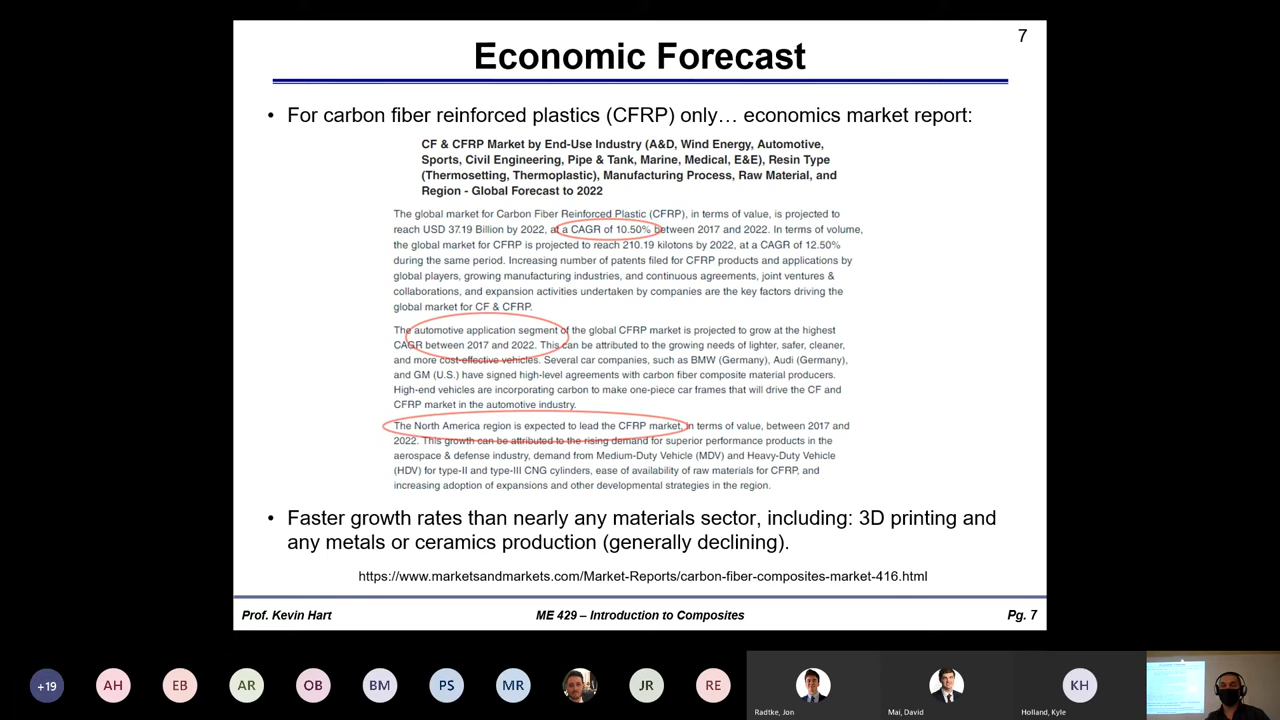 7
Economic Forecast
• For carbon fiber reinforced plastics (CFRP) only… economics market report:
CF & CFRP Market by End-Use Industry (A&D, Wind Energy, Automotive,
Sports, Civil Engineering, Pipe & Tank, Marine, Medical, E&E), Resin Type
(Thermosetting, Thermoplastic), Manufacturing Process, Raw Material, and
Region - Global Forecast to 2022
The global market for Carbon Fiber Reinforced Plastic (CFRP), in terms of value, is projected to
reach USD 37.19 Billion by 2022, at a CAGR of 10.50% between 2017 and 2022. In terms of volume,
the global market for CFRP is projected to reach 210.19 kilotons by 2022, at a CAGR of 12.50%
during the same period. Increasing number of patents filed for CFRP products and applications by
global players, growing manufacturing industries, and continuous agreements, joint ventures &
collaborations, and expansion activities undertaken by companies are the key factors driving the
global market for CF & CFRP.
The automotive application segment of the global CFRP market is projected to grow at the highest
CAGR between 2017 and 2022. This can be attributed to the growing needs of lighter, safer, cleaner,
and more cost-effective vehicles. Several car companies, such as BMW (Germany), Audi (Germany),
and GM (U.S.) have signed high-level agreements with carbon fiber composite material producers.
High-end vehicles are incorporating carbon to make one-piece car frames that will drive the CF and
CFRP market in the automotive industry.
The North America region is expected to lead the CFRP market, in terms of value, between 2017 and
2022. This growth can be attributed to the rising demand for superior performance products in the
aerospace & defense industry, demand from Medium-Duty Vehicle (MDV) and Heavy-Duty Vehicle
(HDV) for type-II and type-III CNG cylinders, ease of availability of raw materials for CFRP, and
increasing adoption of expansions and other developmental strategies in the region.
• Faster growth rates than nearly any materials sector, including: 3D printing and
any metals or ceramics production (generally declining).
https://www.marketsandmarkets.com/Market-Reports/carbon-fiber-composites-market-416.html
Prof. Kevin Hart ME 429 – Introduction to Composites Pg. 7
+19 AH EB AR OB BM PS MR JR RE KH
Radtke, Jon Mai, David Holland, Kyle